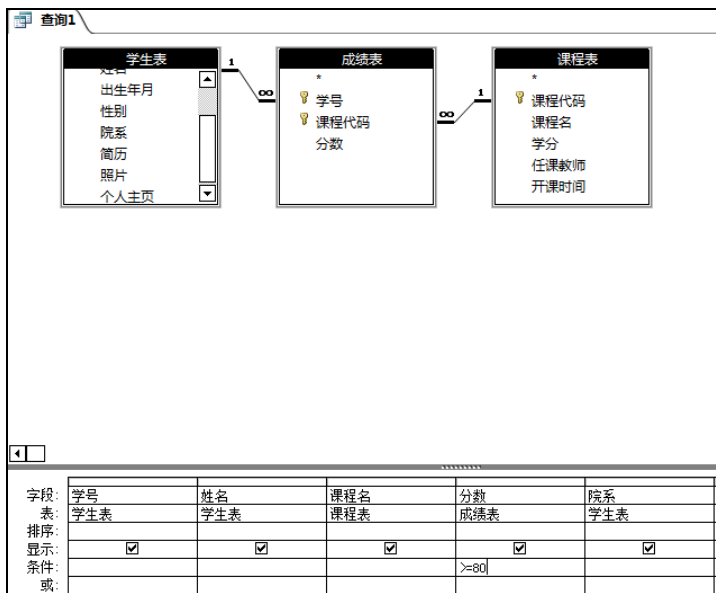 查询1
学生表
姓名
出生年月
性别
院系
简历
照片
个人主页
1
∞
成绩表
*
学号
课程代码
分数
∞
1
课程表
*
课程代码
课程名
学分
任课教师
开课时间
字段: 学号 姓名 课程名 分数 院系
表: 学生表 学生表 课程表 成绩表 学生表
排序:
显示:
条件: >=80
或: